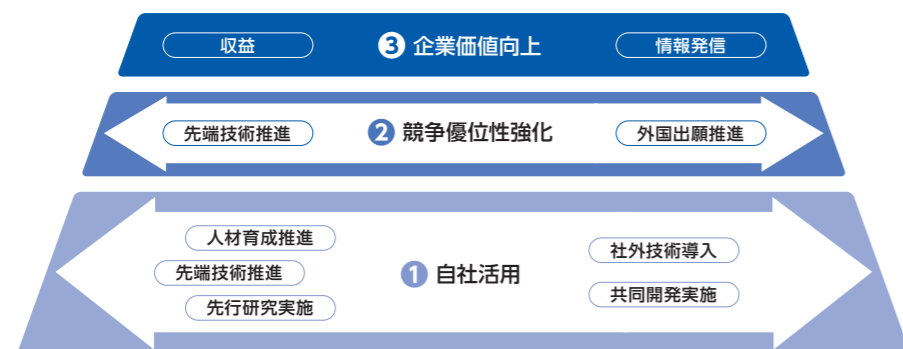 収益
❸ 企業価値向上
情報発信
先端技術推進
❷ 競争優位性強化
外国出願推進
人材育成推進
先端技術推進
先行研究実施
❶ 自社活用
社外技術導入
共同開発実施